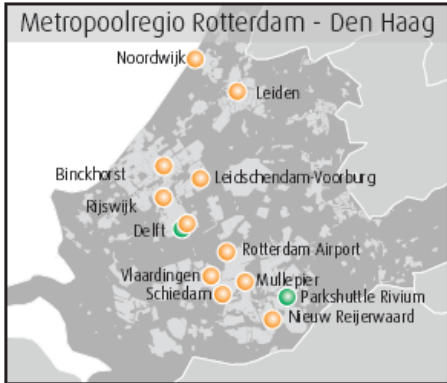 Metropoolregio Rotterdam - Den Haag
Noordwijk
Leiden
Binckhorst
Leidschendam-Voorburg
Rijswijk
Delft
Rotterdam-Airport
Vlaardingen
Mullepier
Schiedam
Parkshuttle Rivium
Nieuw Reijerwaard